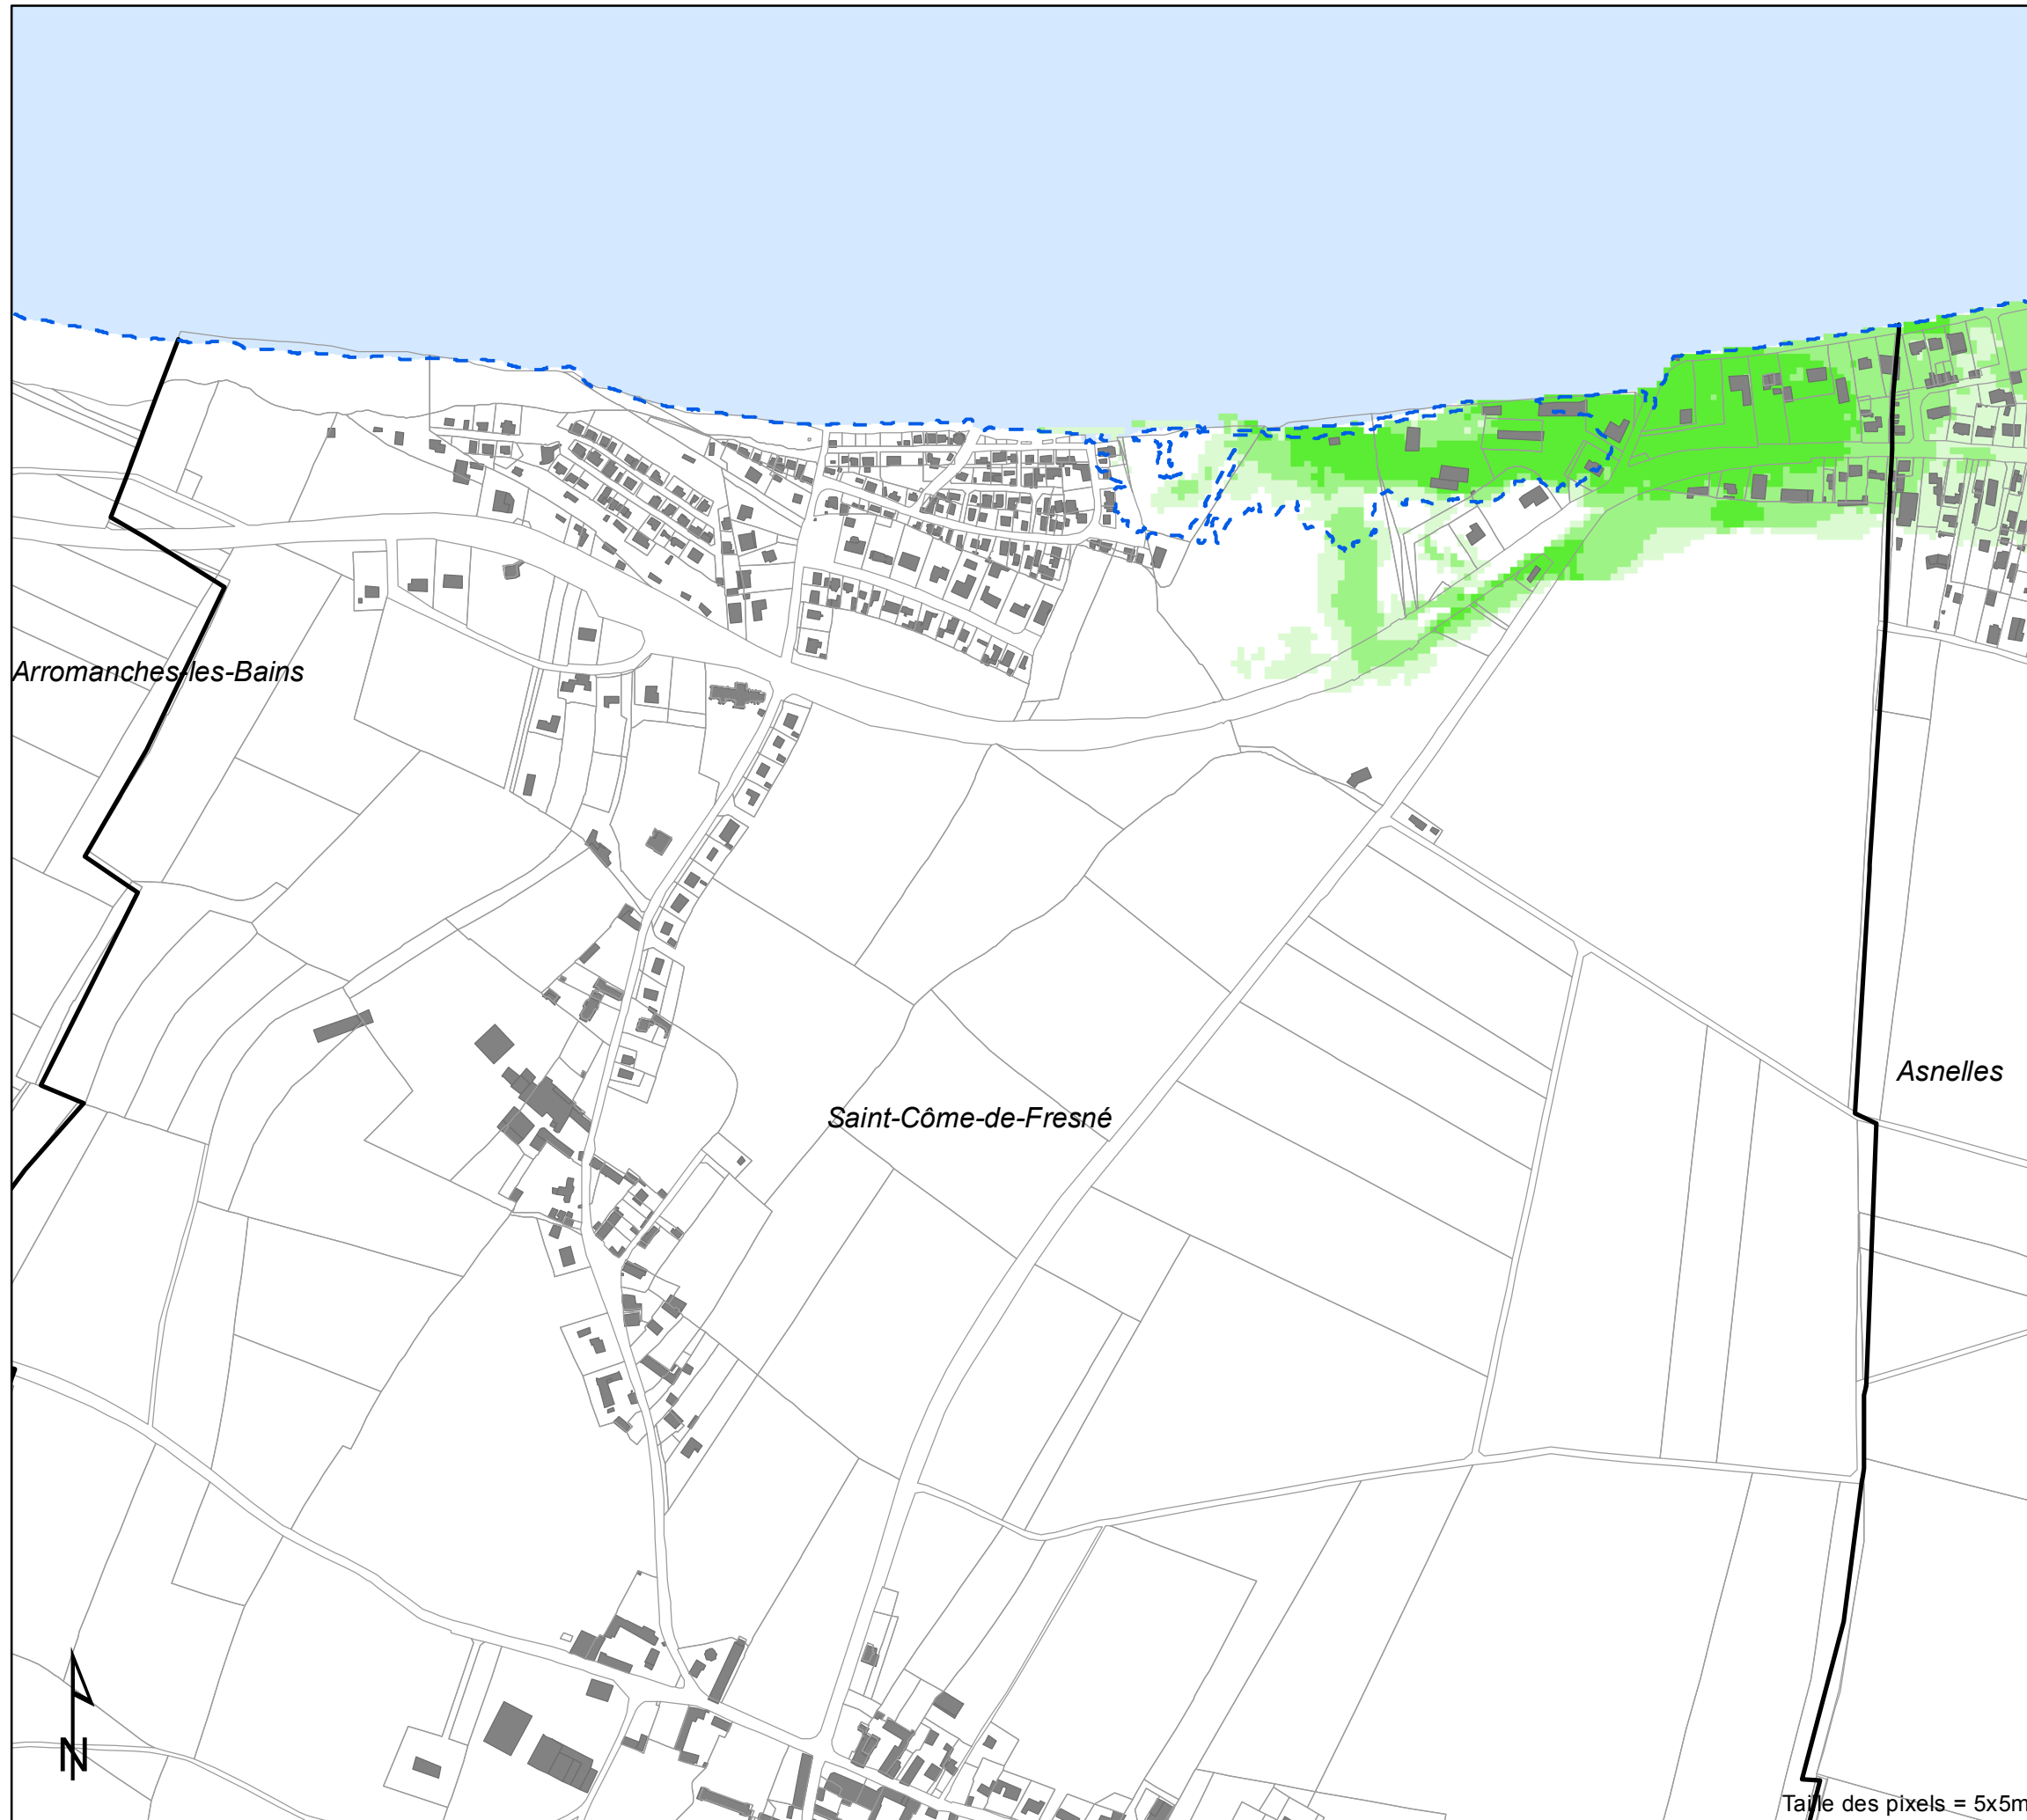 Arromanches-les-Bains
Asnelles
Saint-Côme-de-Fresné
N
Taille des pixels = 5x5m